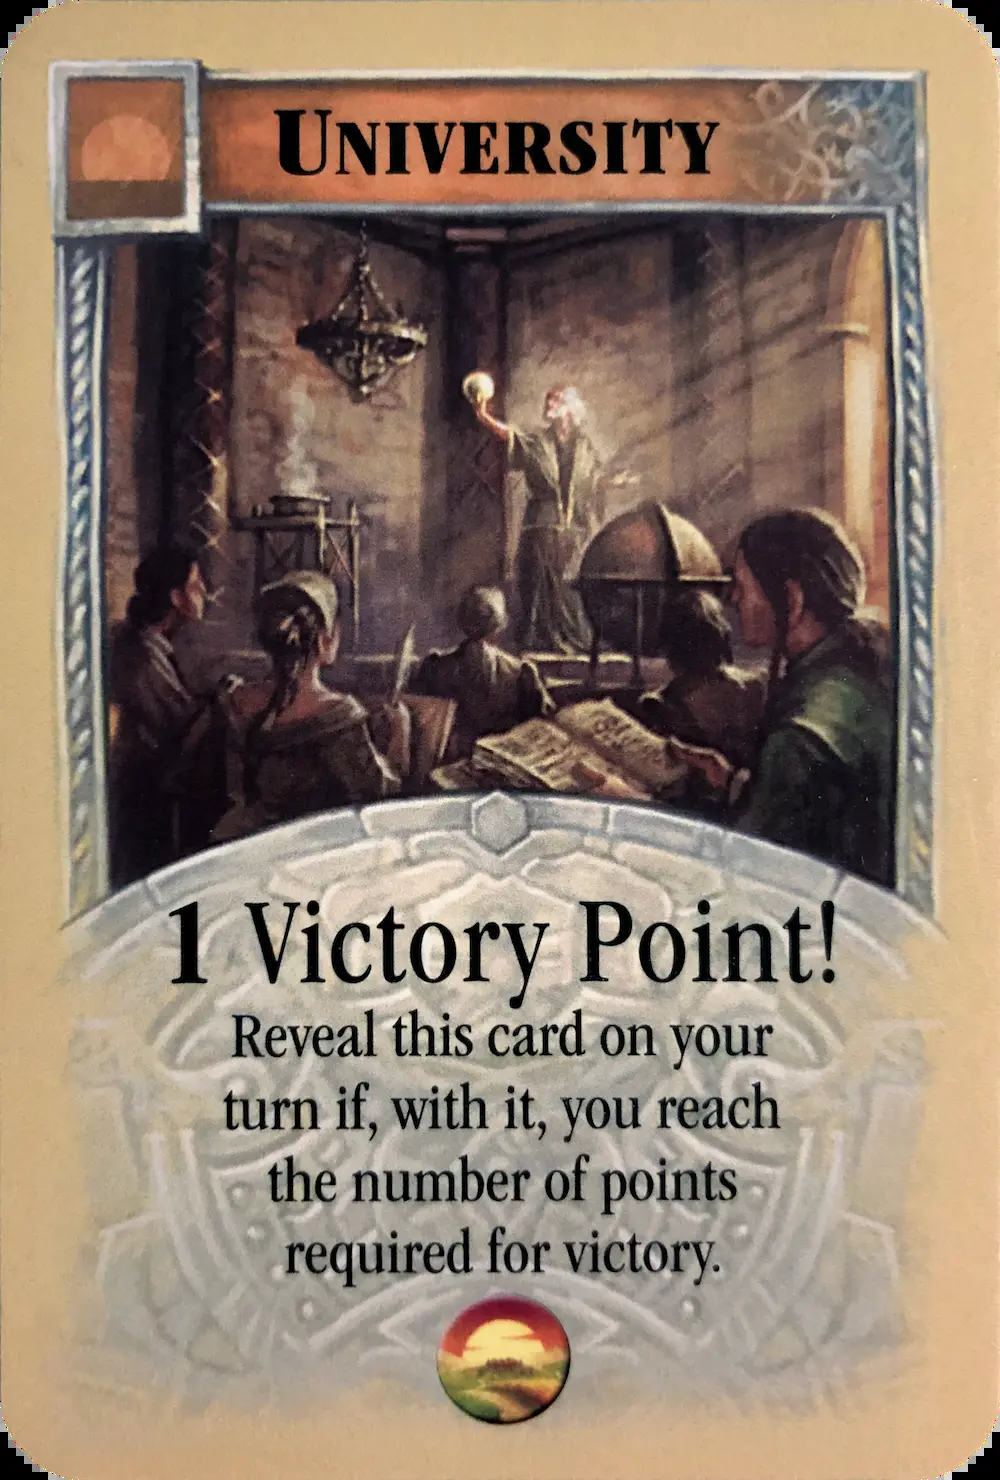 UNIVERSITY
1 Victory Point!
Reveal this card on your
turn if, with it, you reach
the number of points
required for victory.